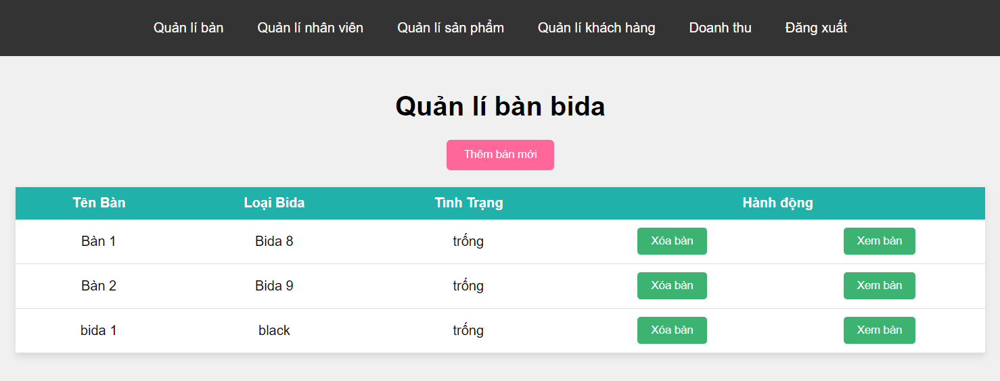 Quản lí bàn Quản lí nhân viên Quản lí sản phẩm Quản lí khách hàng Doanh thu Đăng xuất
Quản lí bàn bida
Thêm bàn mới
Tên Bàn Loại Bida Tình Trạng Hành động
Bàn 1 Bida 8 trống Xóa bàn Xem bàn
Bàn 2 Bida 9 trống Xóa bàn Xem bàn
bida 1 black trống Xóa bàn Xem bàn